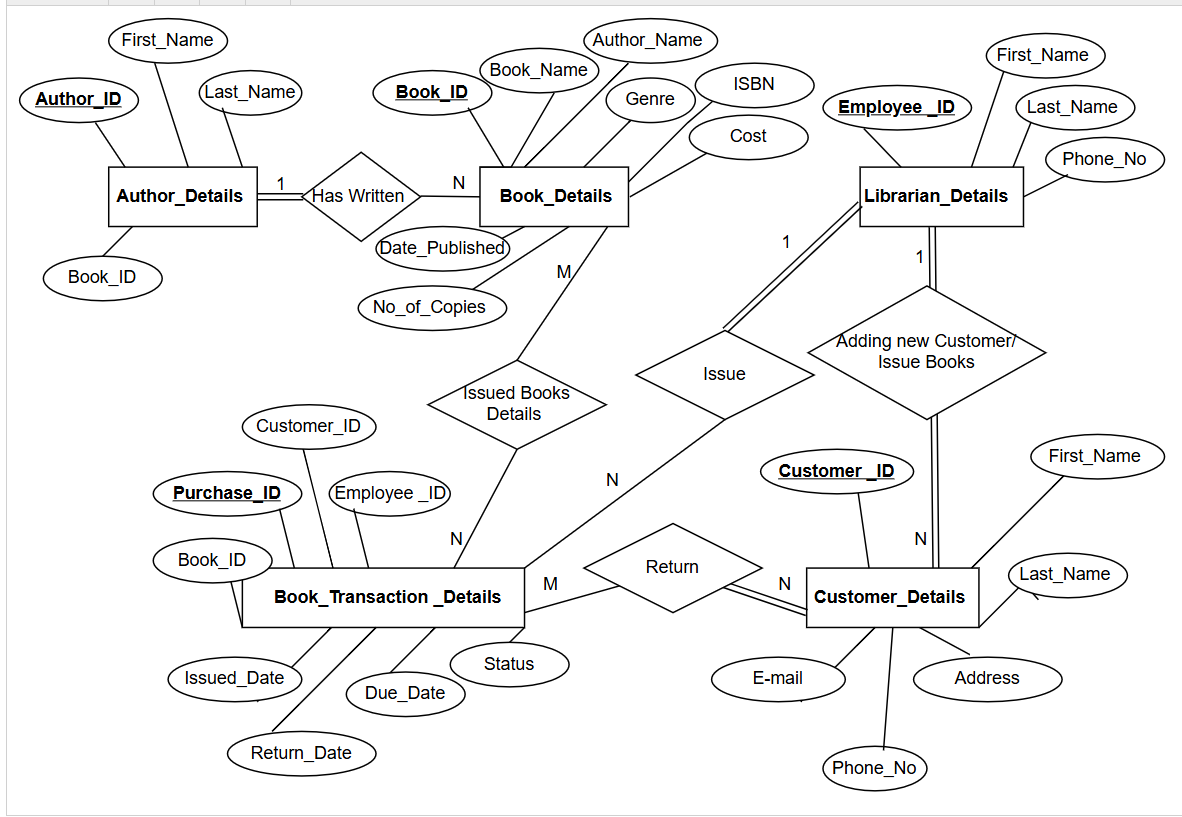 First_Name
Author_ID
Last_Name
Author_Details
Book_ID
1
Has Written
N
Author_Name
Book_Name
Book_ID
Genre
ISBN
Cost
Book_Details
Date_Published
No_of_Copies
M
Issued Books
Details
N
First_Name
Employee _ID
Last_Name
Phone_No
Librarian_Details
1
Issue
N
1
Adding new Customer/
Issue Books
N
Customer_ID
Purchase_ID
Employee _ID
Book_ID
Book_Transaction _Details
Issued_Date
Due_Date
Status
Return_Date
M
Return
N
Customer _ID
First_Name
Last_Name
Customer_Details
E-mail
Address
Phone_No